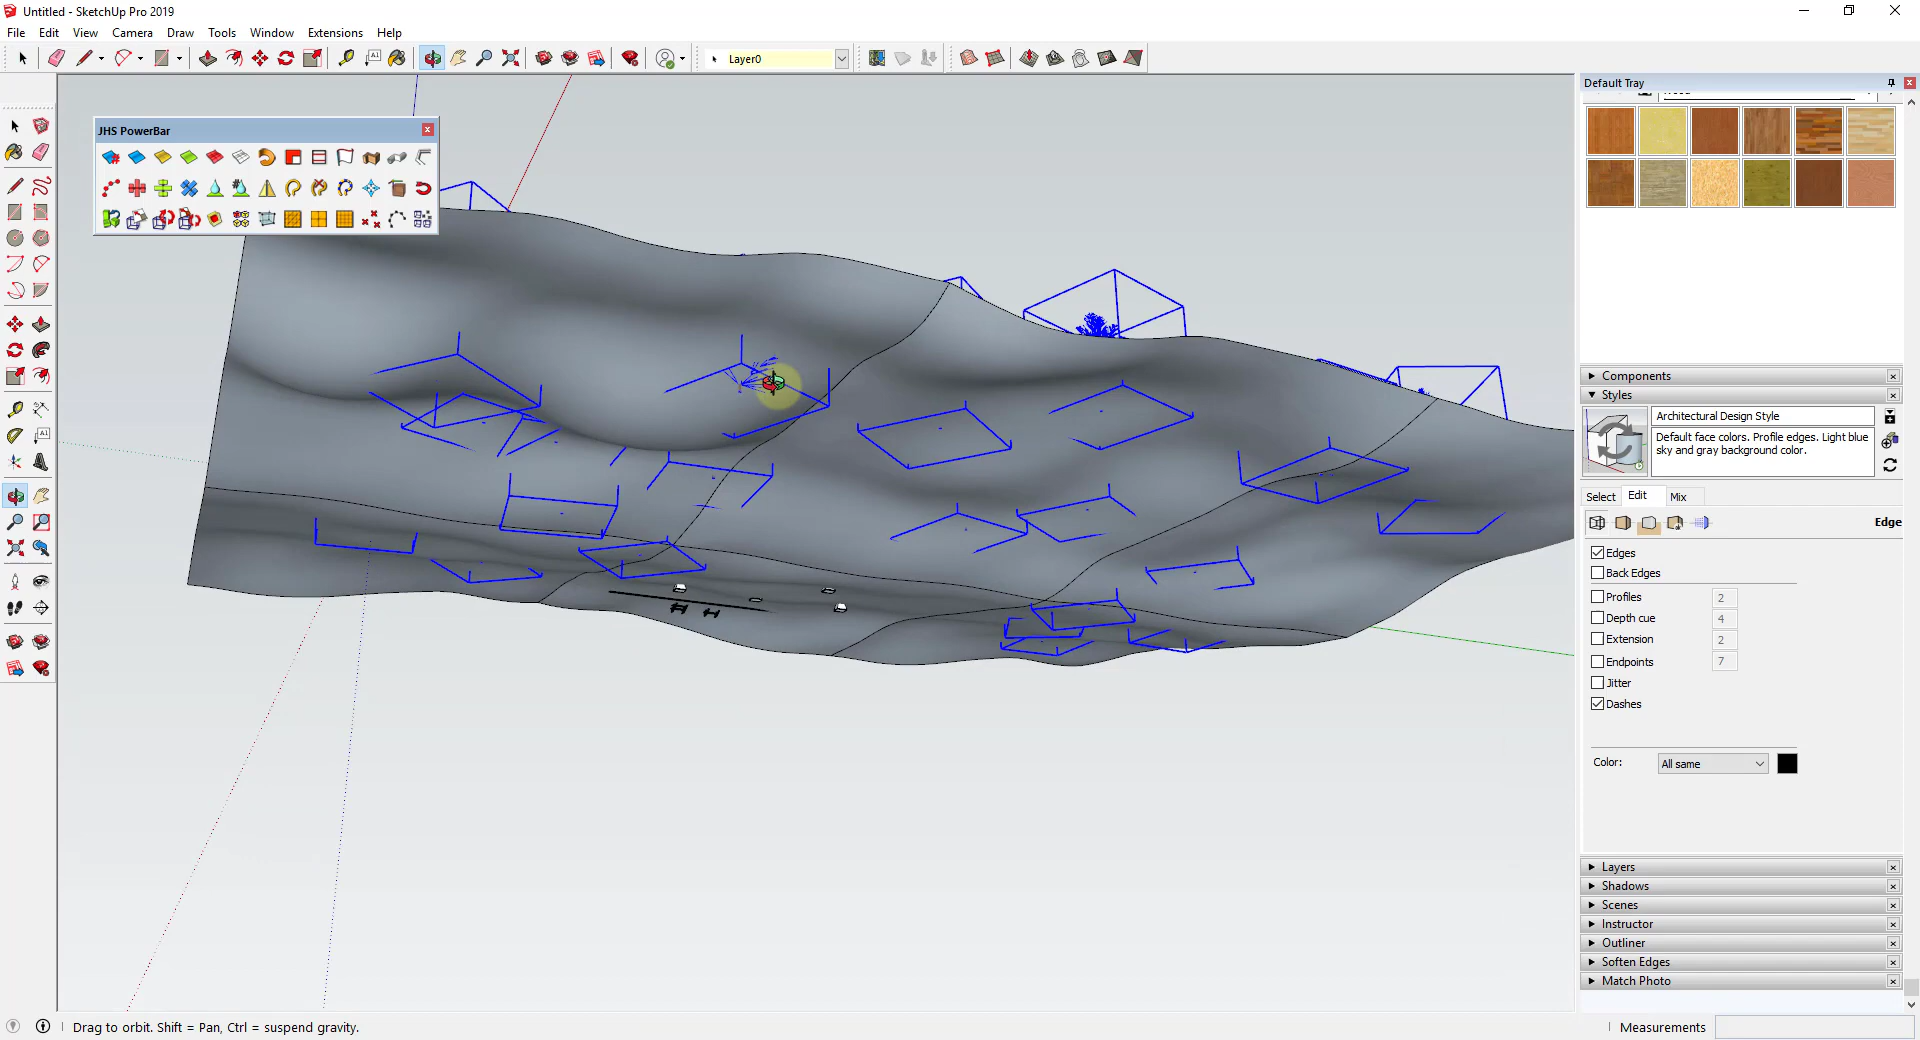 Untitled - SketchUp Pro 2019
File Edit View Camera Draw Tools Window Extensions Help
Layer0
Default Tray
JHS PowerBar
Components
Styles
Architectural Design Style
Default face colors. Profile edges. Light blue
sky and gray background color.
Select Edit Mix
Edge
Edges
Back Edges
Profiles 2
Depth cue 4
Extension 2
Endpoints 7
Jitter
Dashes
Color: All same
Layers
Shadows
Scenes
Instructor
Outliner
Soften Edges
Match Photo
Drag to orbit. Shift = Pan, Ctrl = suspend gravity.
Measurements